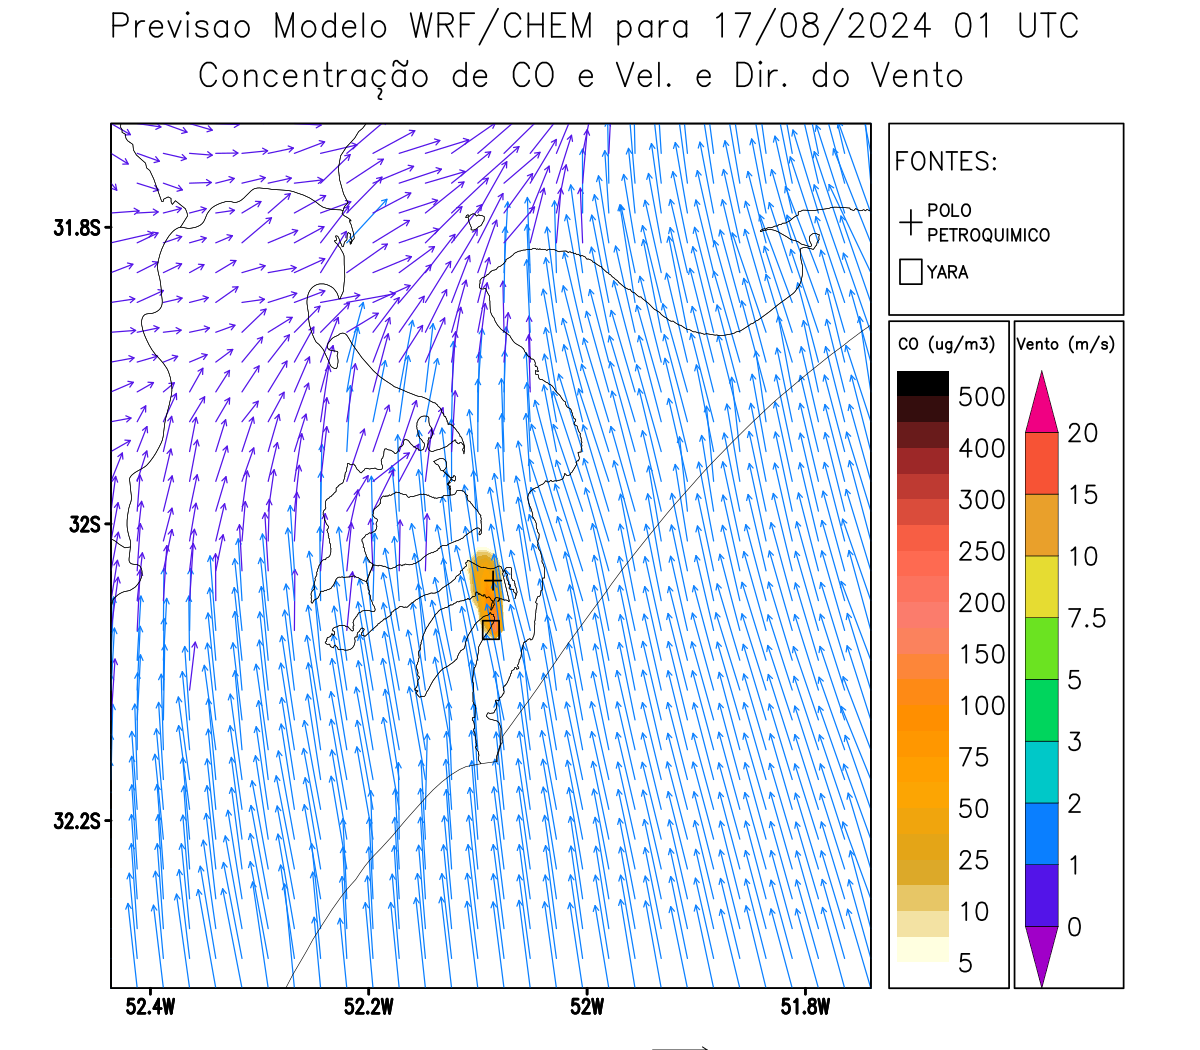 Previsao Modelo WRF/CHEM para 17/08/2024 01 UTC
Concentração de CO e Vel. e Dir. do Vento
FONTES:
POLO
PETROQUIMICO
YARA
CO (ug/m3)
500
400
300
250
200
150
100
75
50
25
10
5
Vento (m/s)
20
15
10
7.5
5
3
2
1
0
31.8S
32S
32.2S
52.4W
52.2W
52W
51.8W